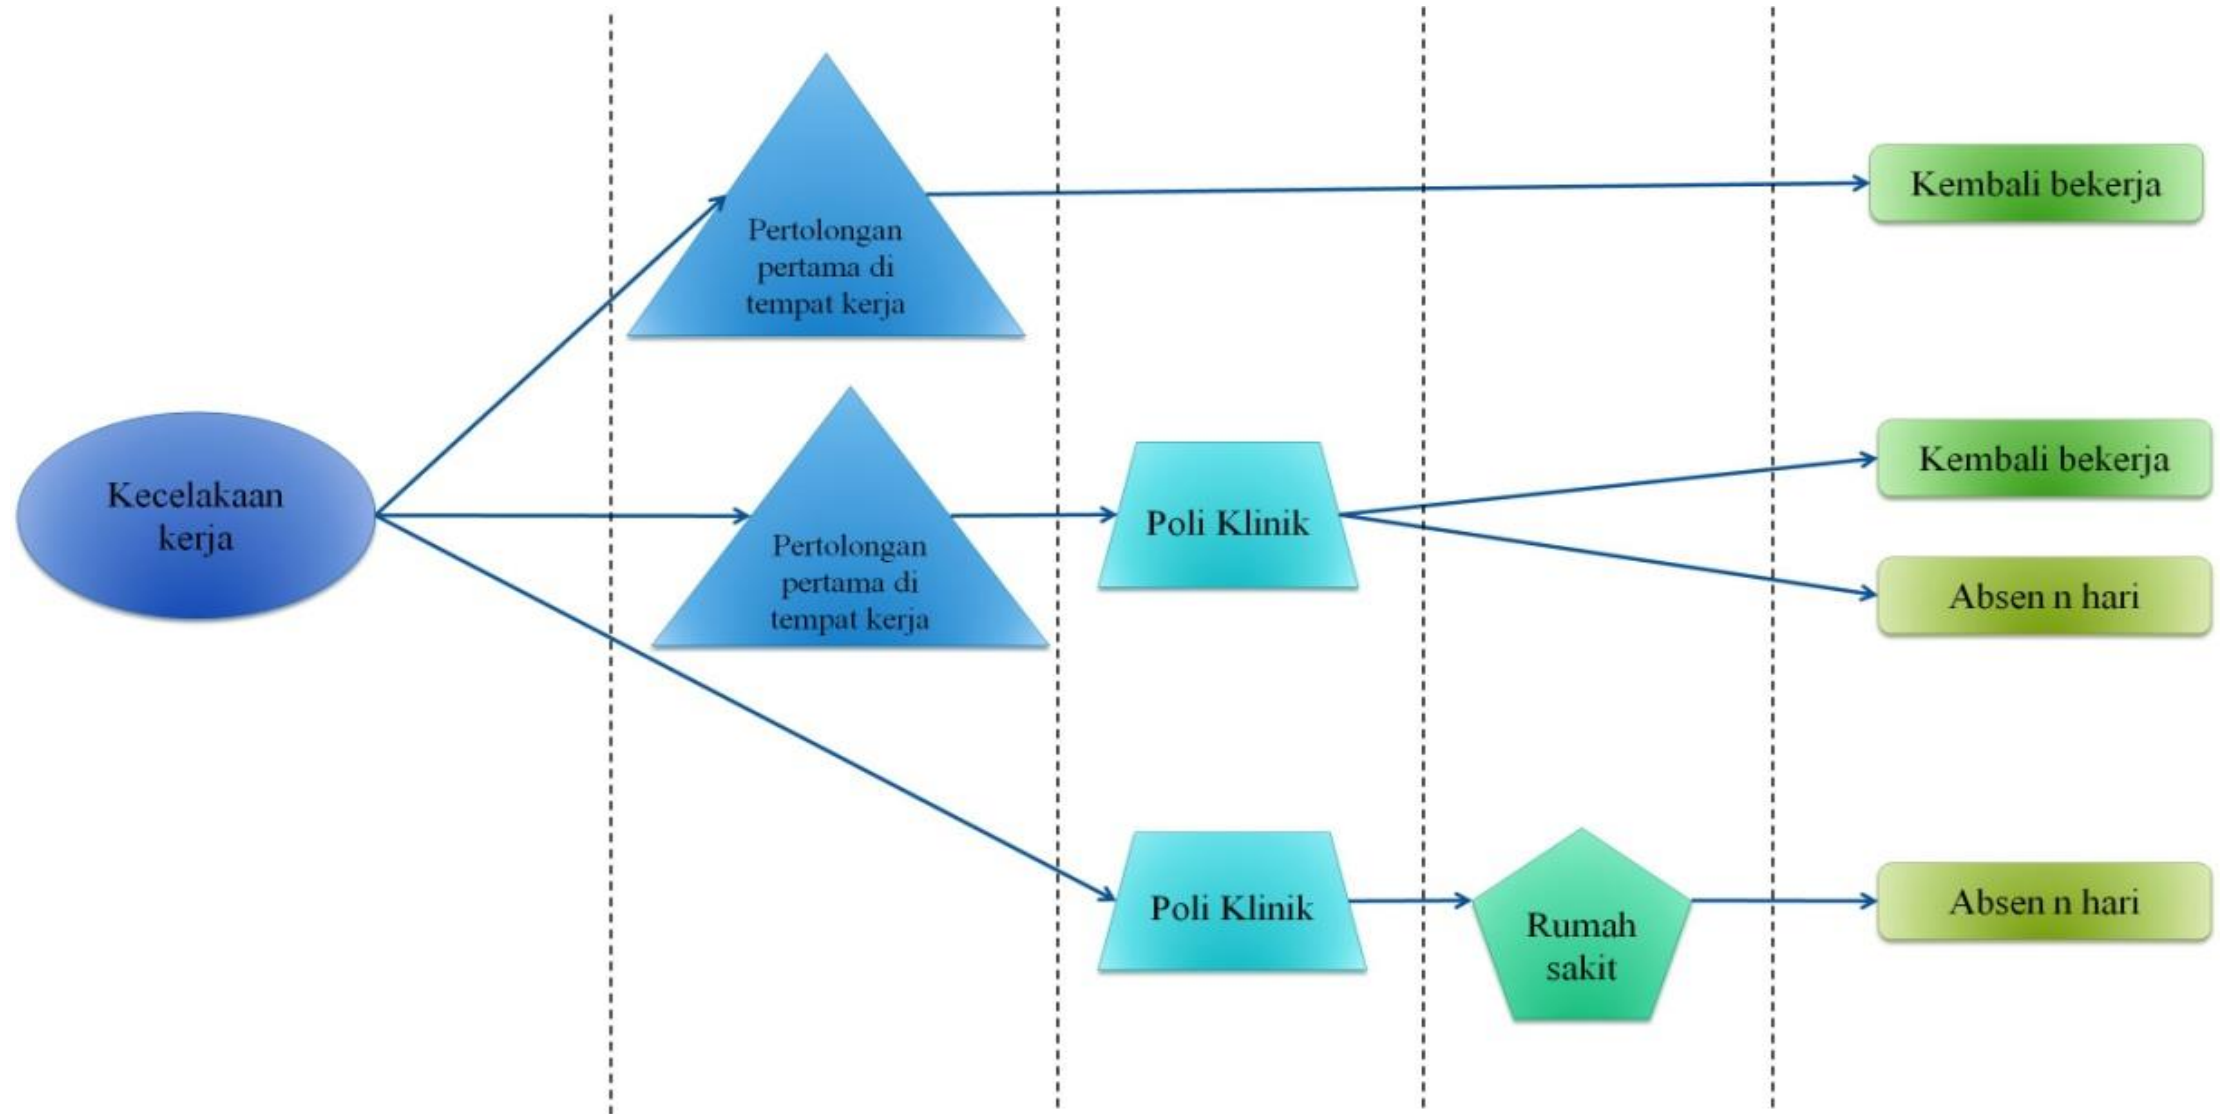 Kecelakaan
kerja
Pertolongan
pertama di
tempat kerja
Kembali bekerja
Pertolongan
pertama di
tempat kerja
Poli Klinik
Kembali bekerja
Absen n hari
Poli Klinik
Rumah
sakit
Absen n hari